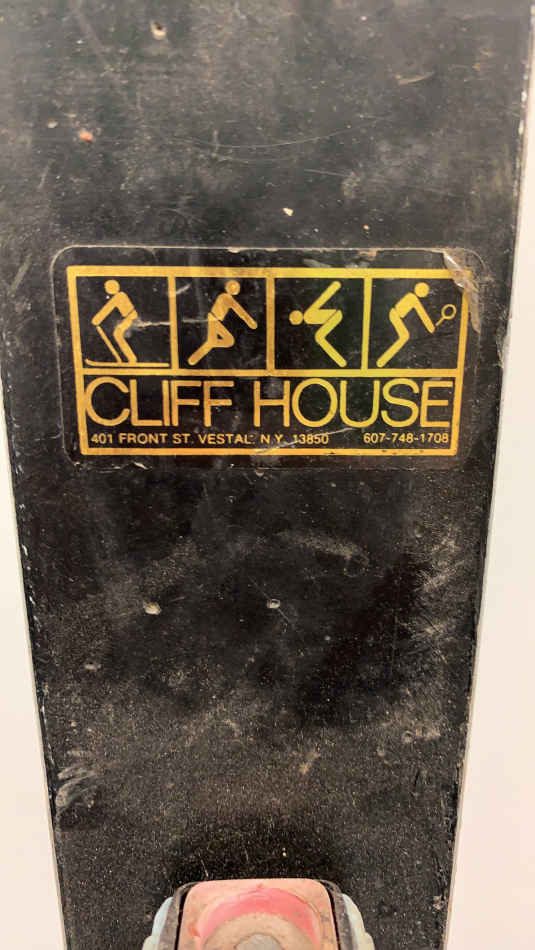 CLIFF HOUSE
401 FRONT ST. VESTAL, N.Y. 13850 607-748-1708